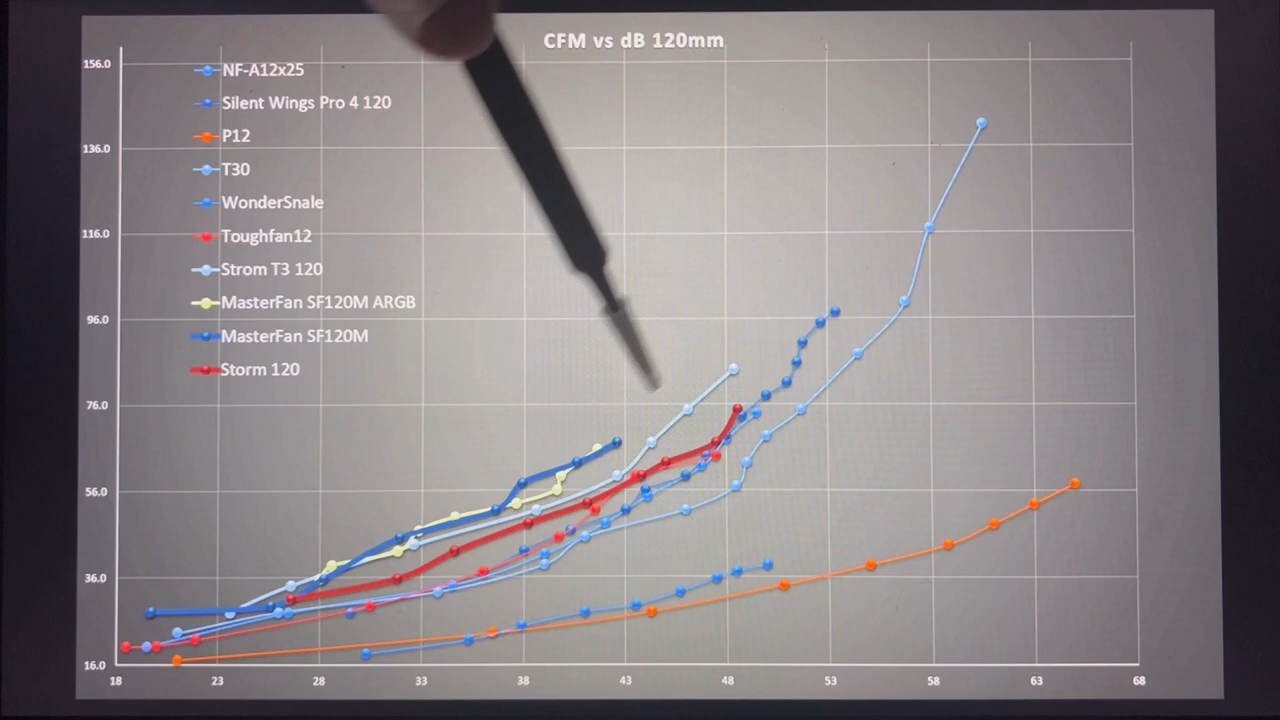 CFM vs dB 120mm
156.0
136.0
116.0
96.0
76.0
56.0
36.0
16.0
NF-A12x25
Silent Wings Pro 4 120
P12
T30
WonderSnale
Toughfan12
Strom T3 120
MasterFan SF120M ARGB
MasterFan SF120M
Storm 120
18 23 28 33 38 43 48 53 58 63 68